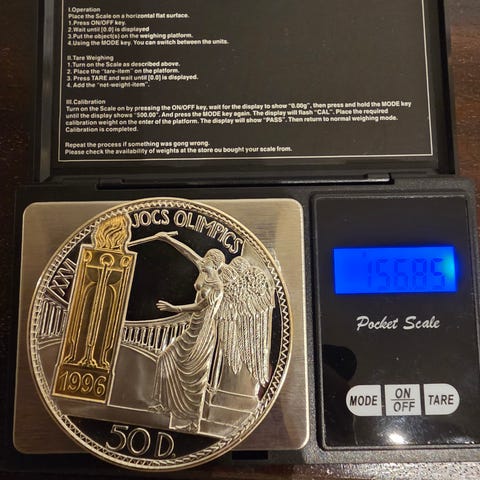 I.Operation
Place the Scale on a horizontal flat surface.
1.Press ON/OFF key.
2.Wait until [0.0] is displayed
3.Put the object(s) on the weighing platform.
4.Using the MODE key. You can switch between the units.
II.Tare Weighing
1.Turn on the Scale as described above.
2. Place the "tare-item" on the platform.
3. Press TARE and wait until [0.0] is displayed.
4. Add the "net-weight-item".
III.Calibration
Turn on the Scale on by pressing the ON/OFF key, wait for the display to show "0.00g", then press and hold the MODE
key until the display shows "500.00". And press the MODE key again. The display will flash "CAL". Place the required
calibration weight on the enter of the platform. The display will show "PASS". Then return to normal weighing mode.
Calibration is completed.
Repeat the process if something was gong wrong.
Please check the availability of weights at the store ou bought your scale from.
XXVI JOCS OLIMPICS
1996
50 D.
156.85
Pocket Scale
MODE ON/OFF TARE